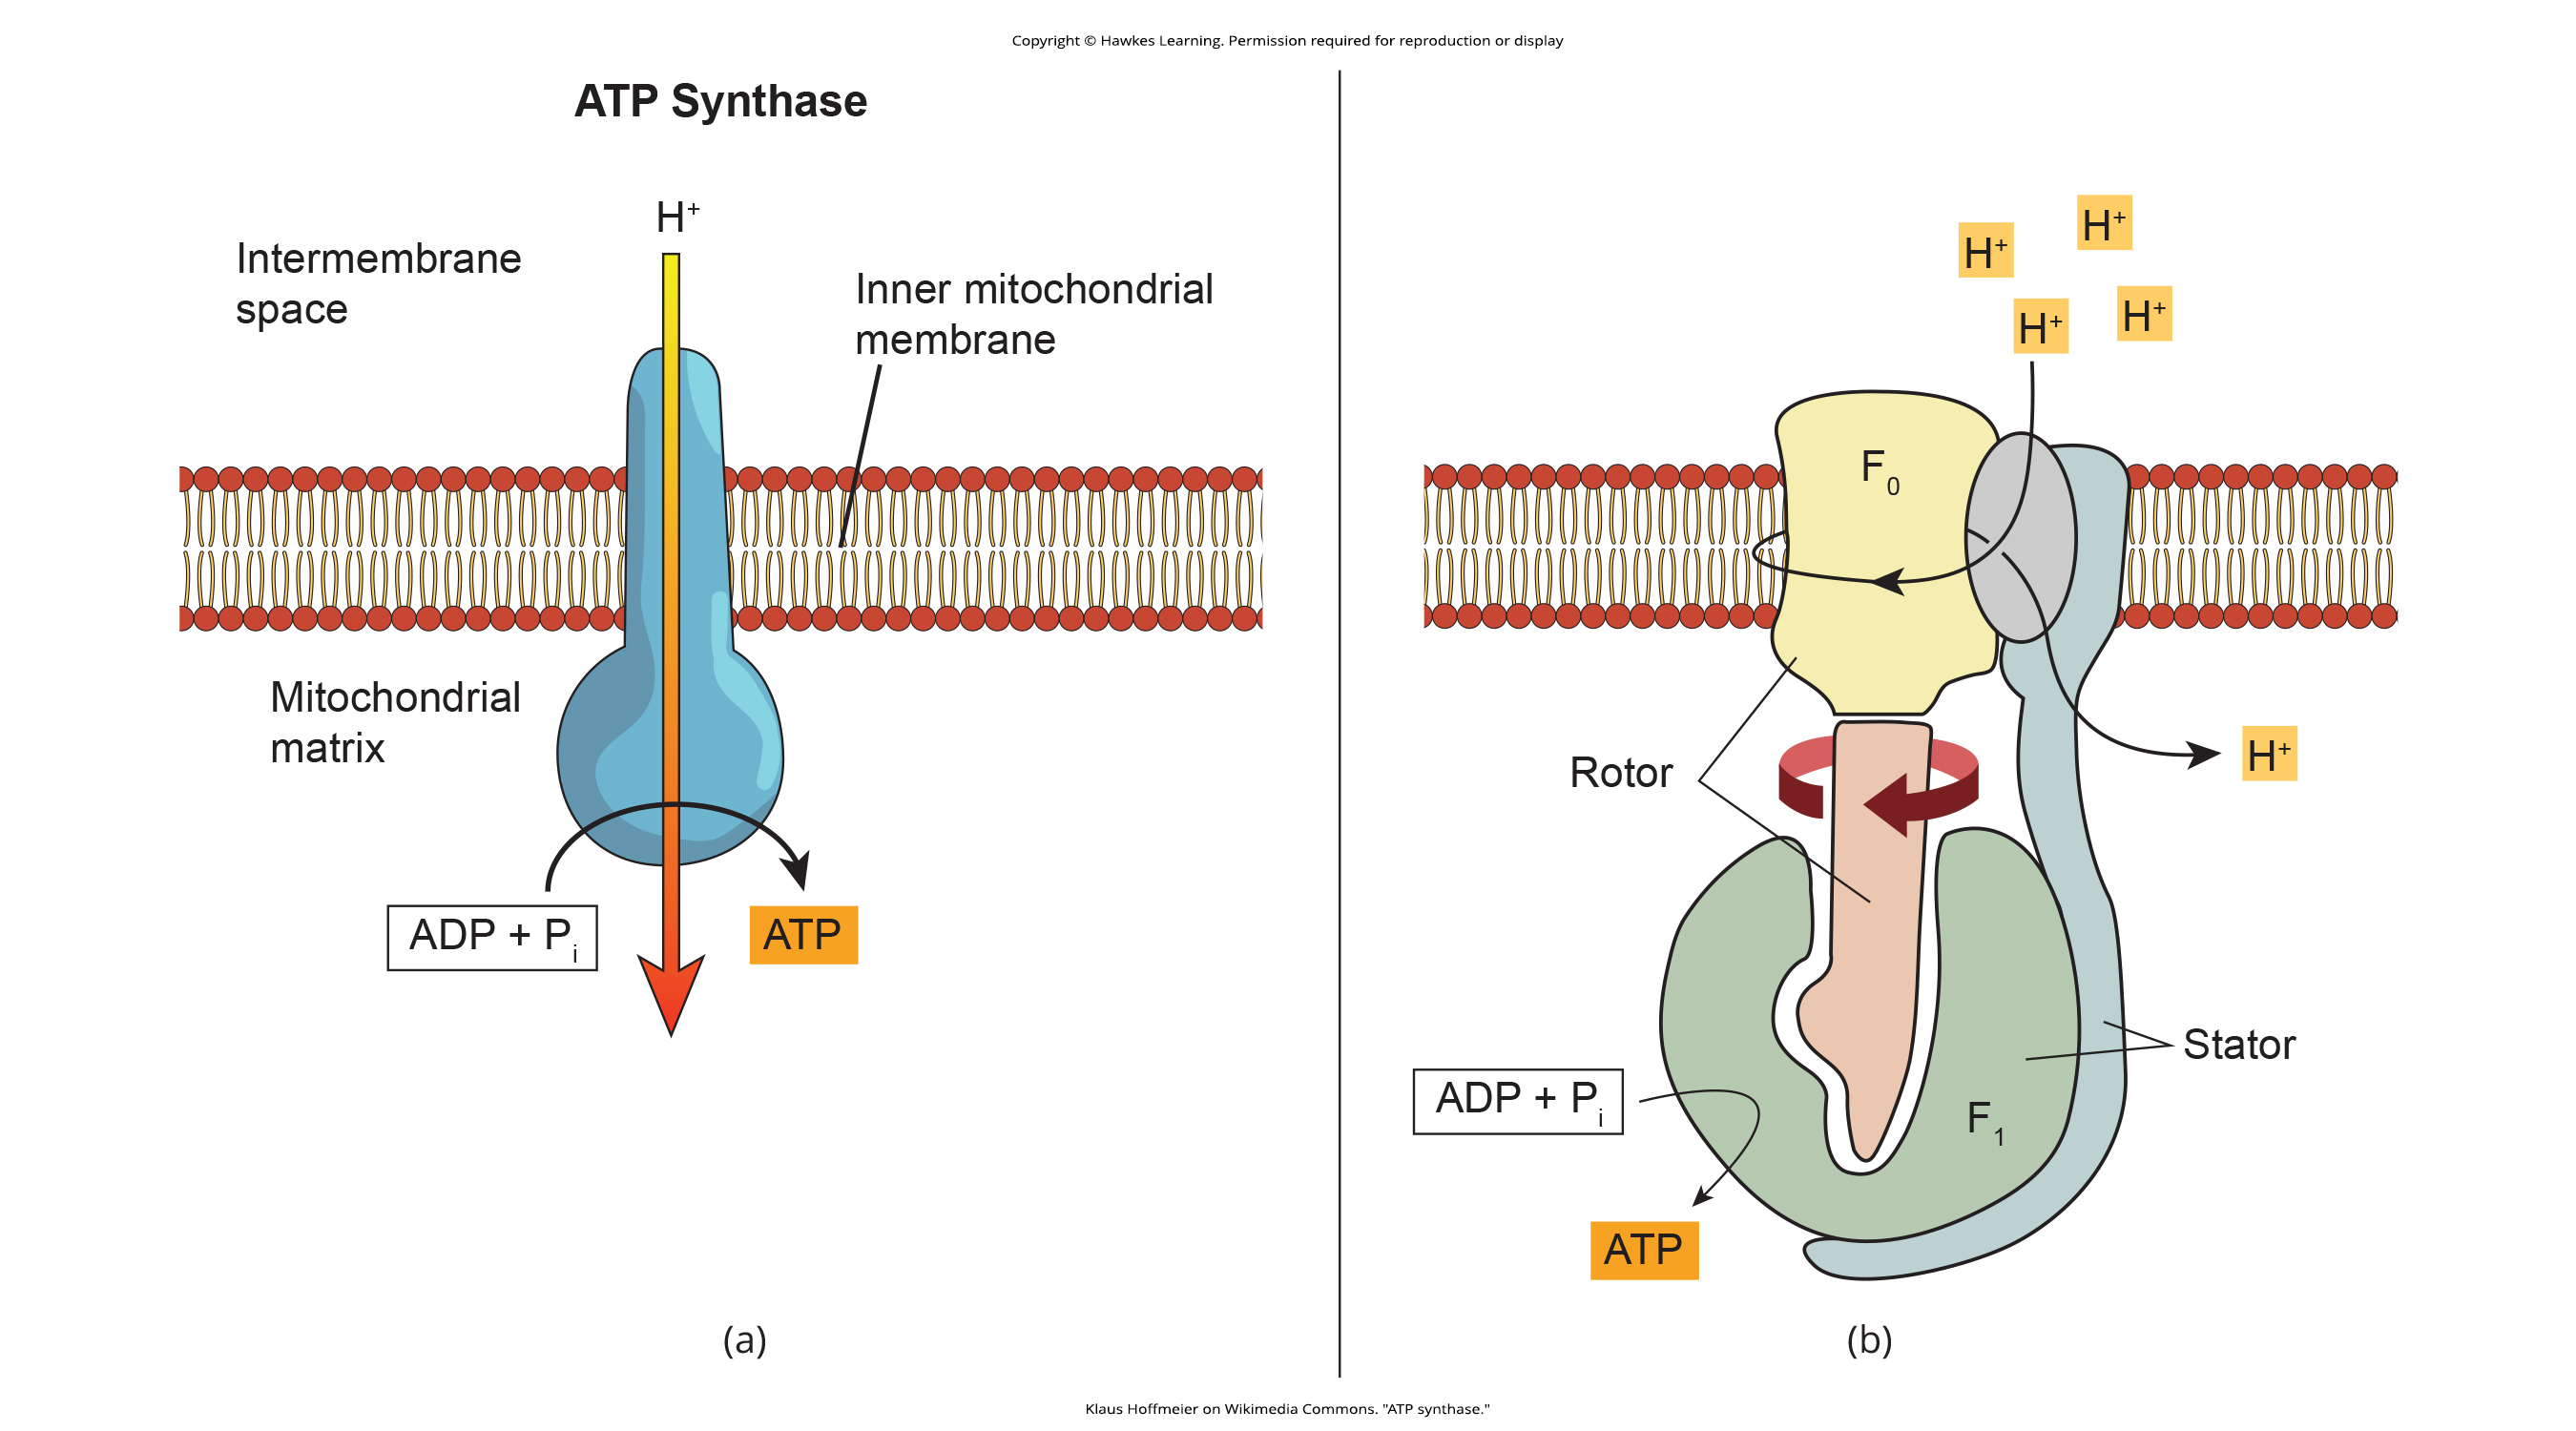 Copyright © Hawkes Learning. Permission required for reproduction or display
ATP Synthase
H⁺
Intermembrane
space
Inner mitochondrial
membrane
Mitochondrial
matrix
ADP + Pᵢ
ATP
(a)
H⁺
H⁺
H⁺
H⁺
F₀
H⁺
Rotor
Stator
ADP + Pᵢ
F₁
ATP
(b)
Klaus Hoffmeier on Wikimedia Commons. "ATP synthase."